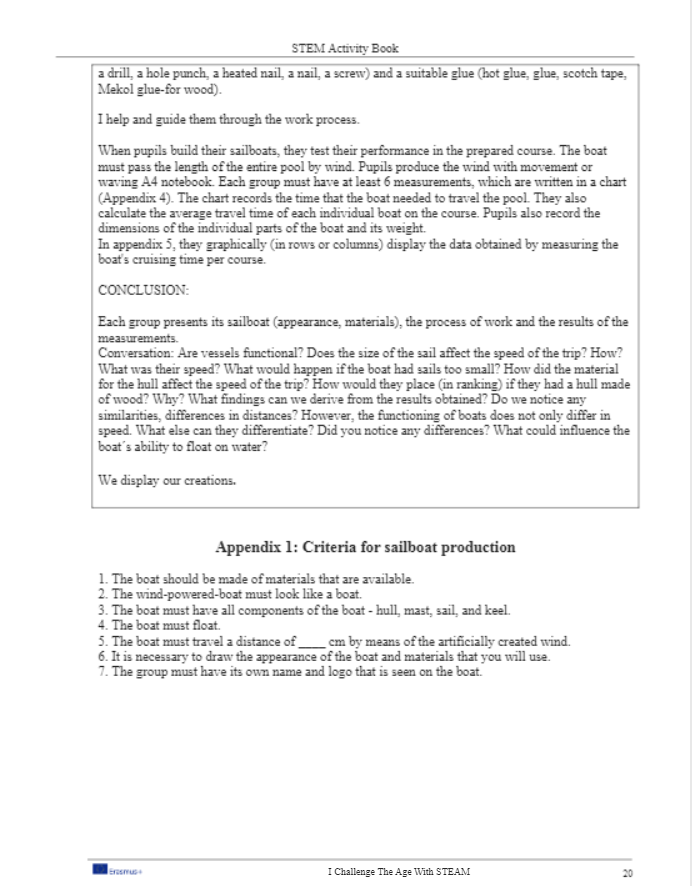 STEM Activity Book
a drill, a hole punch, a heated nail, a nail, a screw) and a suitable glue (hot glue, glue, scotch tape,
Mekol glue-for wood).
I help and guide them through the work process.
When pupils build their sailboats, they test their performance in the prepared course. The boat
must pass the length of the entire pool by wind. Pupils produce the wind with movement or
waving A4 notebook. Each group must have at least 6 measurements, which are written in a chart
(Appendix 4). The chart records the time that the boat needed to travel the pool. They also
calculate the average travel time of each individual boat on the course. Pupils also record the
dimensions of the individual parts of the boat and its weight.
In appendix 5, they graphically (in rows or columns) display the data obtained by measuring the
boat's cruising time per course.
CONCLUSION:
Each group presents its sailboat (appearance, materials), the process of work and the results of the
measurements.
Conversation: Are vessels functional? Does the size of the sail affect the speed of the trip? How?
What was their speed? What would happen if the boat had sails too small? How did the material
for the hull affect the speed of the trip? How would they place (in ranking) if they had a hull made
of wood? Why? What findings can we derive from the results obtained? Do we notice any
similarities, differences in distances? However, the functioning of boats does not only differ in
speed. What else can they differentiate? Did you notice any differences? What could influence the
boat´s ability to float on water?
We display our creations.
Appendix 1: Criteria for sailboat production
1. The boat should be made of materials that are available.
2. The wind-powered-boat must look like a boat.
3. The boat must have all components of the boat - hull, mast, sail, and keel.
4. The boat must float.
5. The boat must travel a distance of ____ cm by means of the artificially created wind.
6. It is necessary to draw the appearance of the boat and materials that you will use.
7. The group must have its own name and logo that is seen on the boat.
Erasmus+
I Challenge The Age With STEAM
20